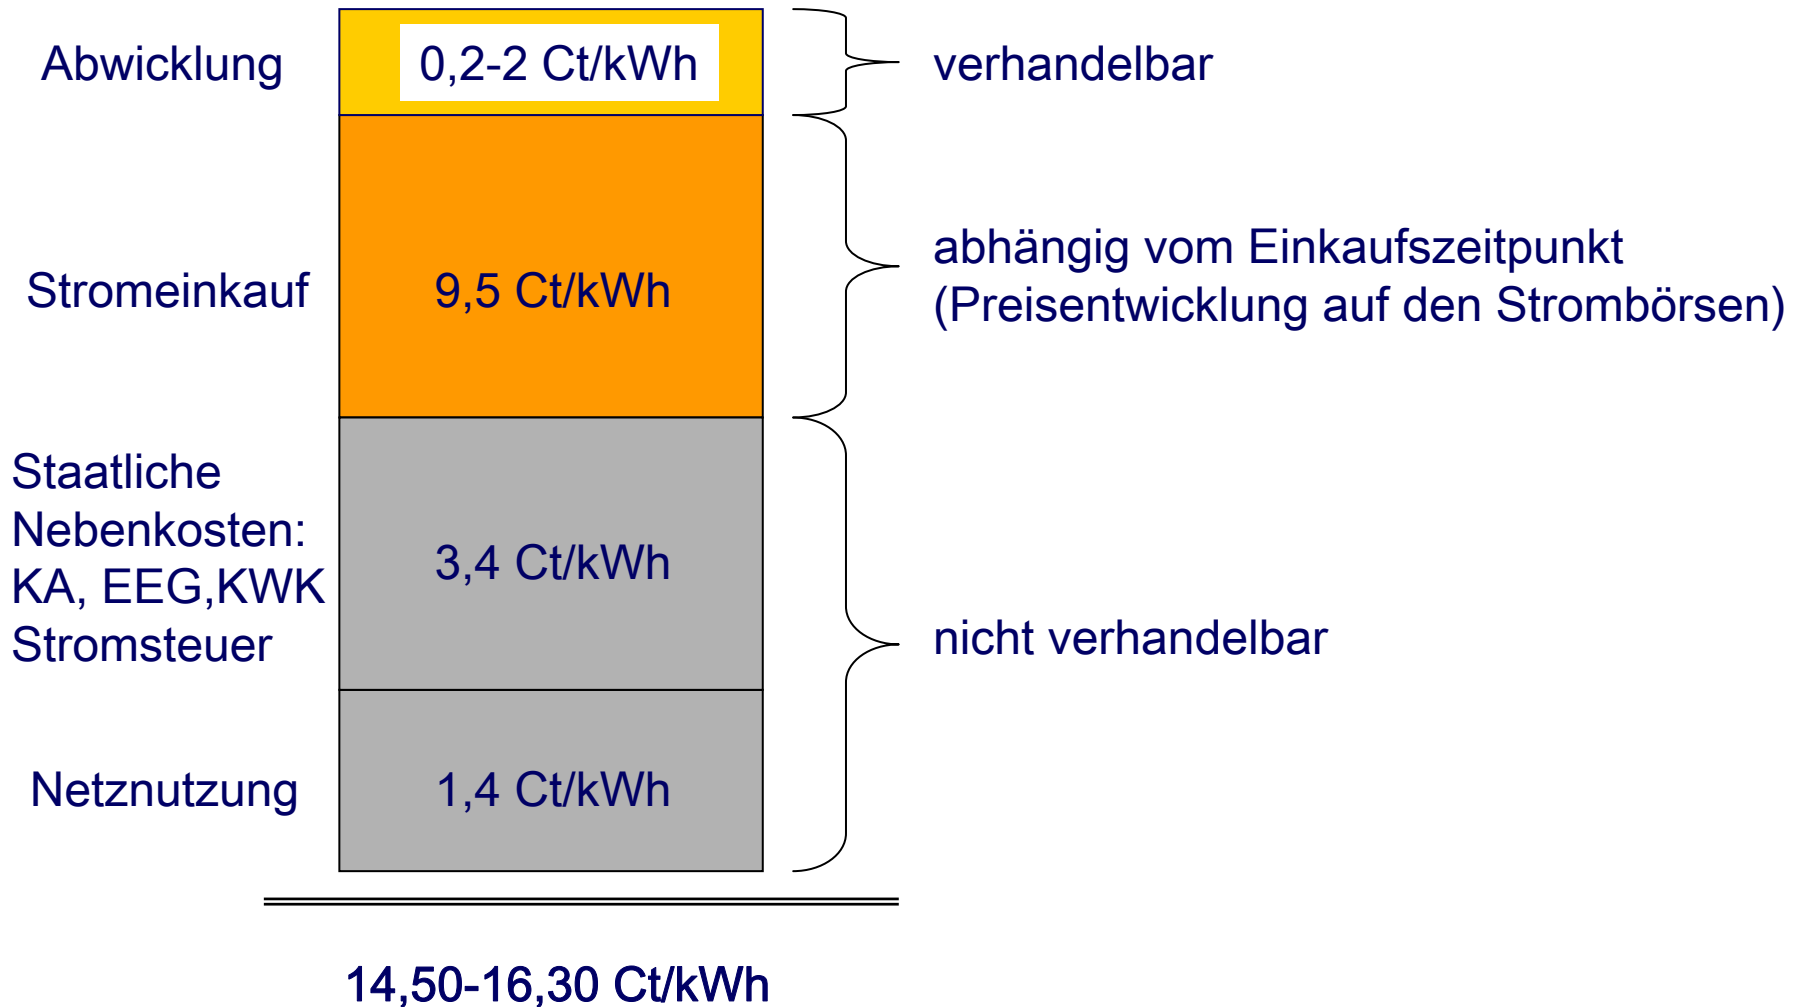 Abwicklung
0,2-2 Ct/kWh
verhandelbar
Stromeinkauf
9,5 Ct/kWh
abhängig vom Einkaufszeitpunkt
(Preisentwicklung auf den Strombörsen)
Staatliche
Nebenkosten:
KA, EEG,KWK
Stromsteuer
3,4 Ct/kWh
nicht verhandelbar
Netznutzung
1,4 Ct/kWh
14,50-16,30 Ct/kWh